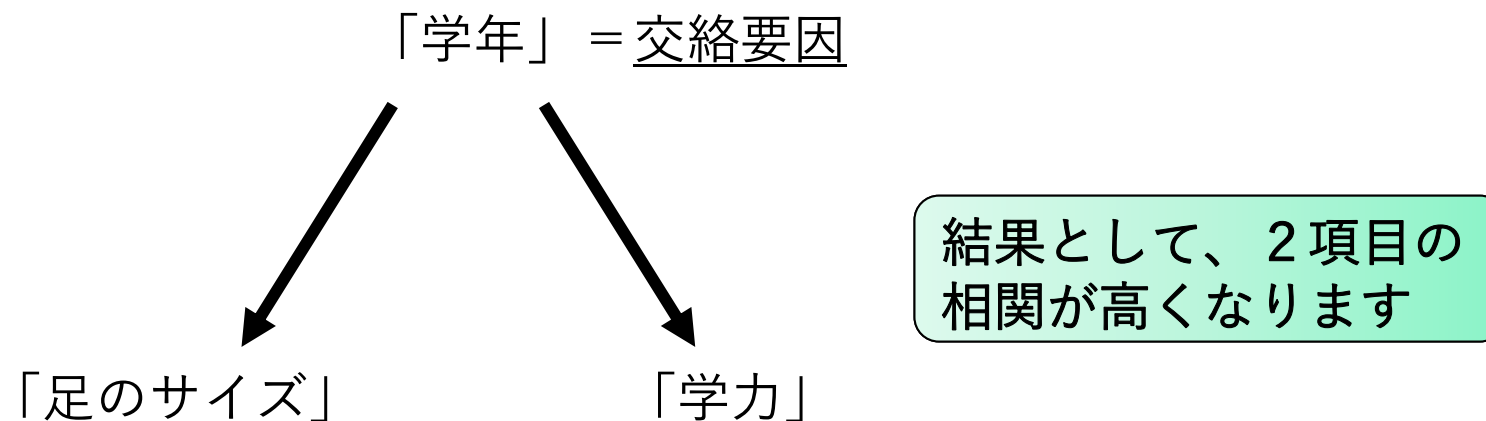 「学年」＝交絡要因
結果として、２項目の
相関が高くなります
「足のサイズ」
「学力」